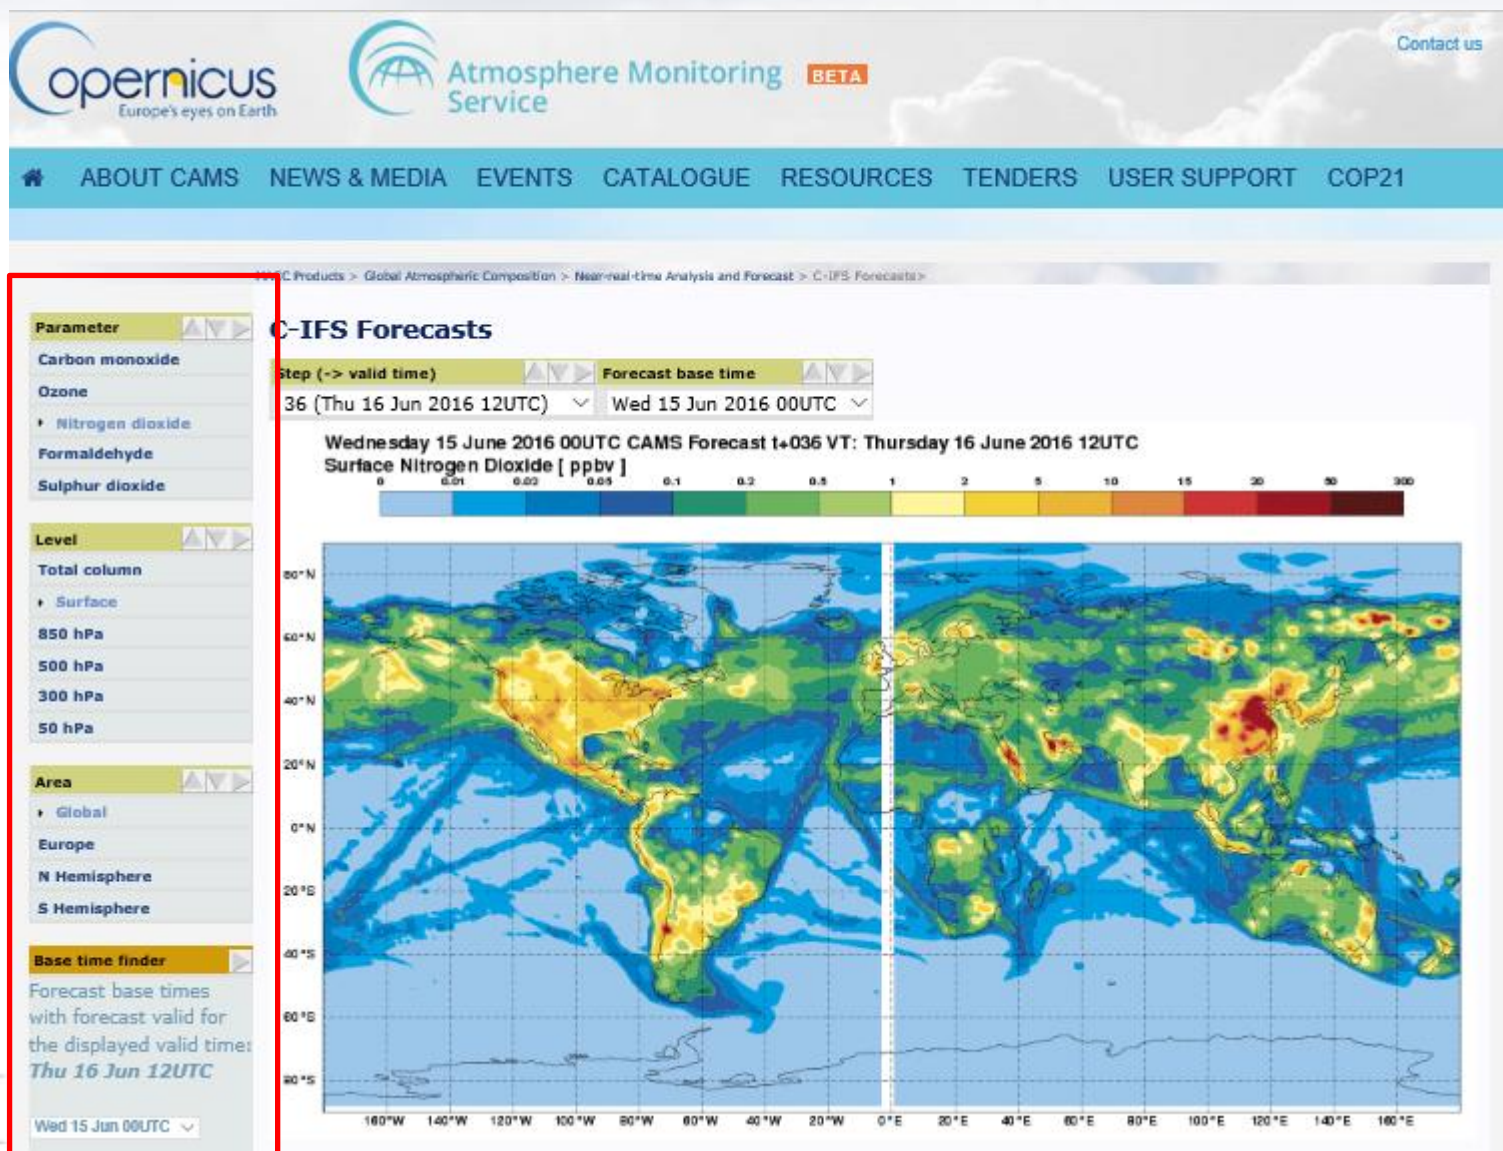 opernicus
Europe's eyes on Earth
Atmosphere Monitoring
Service
BETA
Contact us
ABOUT CAMS NEWS & MEDIA EVENTS CATALOGUE RESOURCES TENDERS USER SUPPORT COP21
Products > Global Atmospheric Composition > Near-real-time Analysis and Forecast > C-IFS Forecasts>
Parameter
Carbon monoxide
Ozone
Nitrogen dioxide
Formaldehyde
Sulphur dioxide
Level
Total column
Surface
850 hPa
500 hPa
300 hPa
50 hPa
Area
Global
Europe
N Hemisphere
S Hemisphere
Base time finder
Forecast base times
with forecast valid for
the displayed valid time:
Thu 16 Jun 12UTC
Wed 15 Jun 00UTC
C-IFS Forecasts
Step (-> valid time) Forecast base time
36 (Thu 16 Jun 2016 12UTC) Wed 15 Jun 2016 00UTC
Wednesday 15 June 2016 00UTC CAMS Forecast t+036 VT: Thursday 16 June 2016 12UTC
Surface Nitrogen Dioxide [ ppbv ]
0 0.01 0.02 0.05 0.1 0.2 0.5 1 2 5 10 15 20 50 300
80°N
60°N
40°N
20°N
0°N
20°S
40°S
60°S
80°S
160°W 140°W 120°W 100°W 80°W 60°W 40°W 20°W 0°E 20°E 40°E 60°E 80°E 100°E 120°E 140°E 160°E